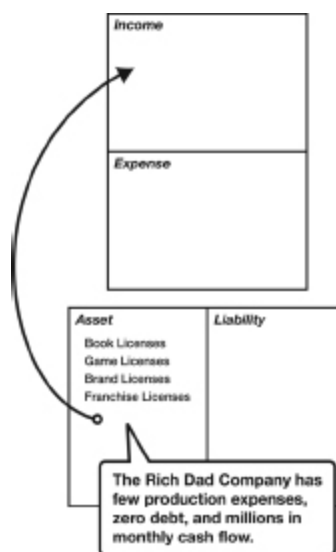 Income
Expense
Asset
Liability
Book Licenses
Game Licenses
Brand Licenses
Franchise Licenses
The Rich Dad Company has
few production expenses,
zero debt, and millions in
monthly cash flow.